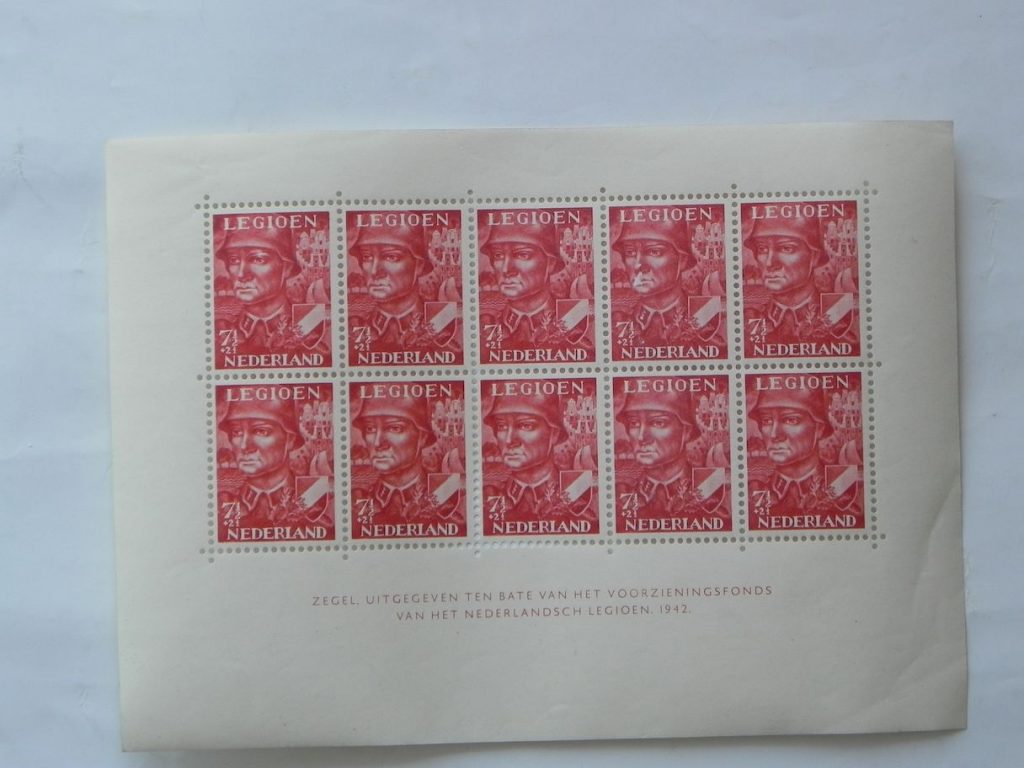 LEGIOEN LEGIOEN LEGIOEN LEGIOEN LEGIOEN
7½ 7½ 7½ 7½ 7½
+2½ +2½ +2½ +2½ +2½
NEDERLAND NEDERLAND NEDERLAND NEDERLAND NEDERLAND
LEGIOEN LEGIOEN LEGIOEN LEGIOEN LEGIOEN
7½ 7½ 7½ 7½ 7½
+2½ +2½ +2½ +2½ +2½
NEDERLAND NEDERLAND NEDERLAND NEDERLAND NEDERLAND
ZEGEL, UITGEGEVEN TEN BATE VAN HET VOORZIENINGSFONDS
VAN HET NEDERLANDSCH LEGIOEN. 1942.